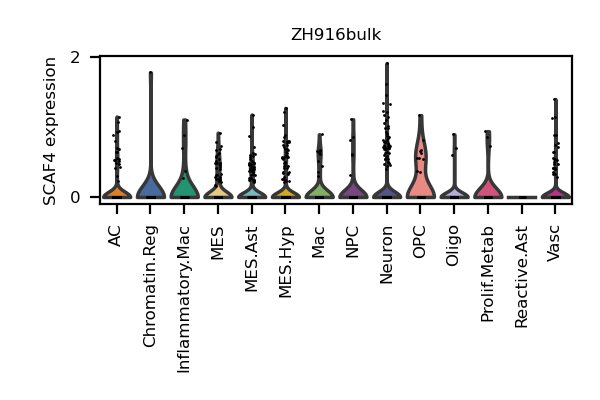 ZH916bulk
SCAF4 expression
2
0
AC
Chromatin.Reg
Inflammatory.Mac
MES
MES.Ast
MES.Hyp
Mac
NPC
Neuron
OPC
Oligo
Prolif.Metab
Reactive.Ast
Vasc